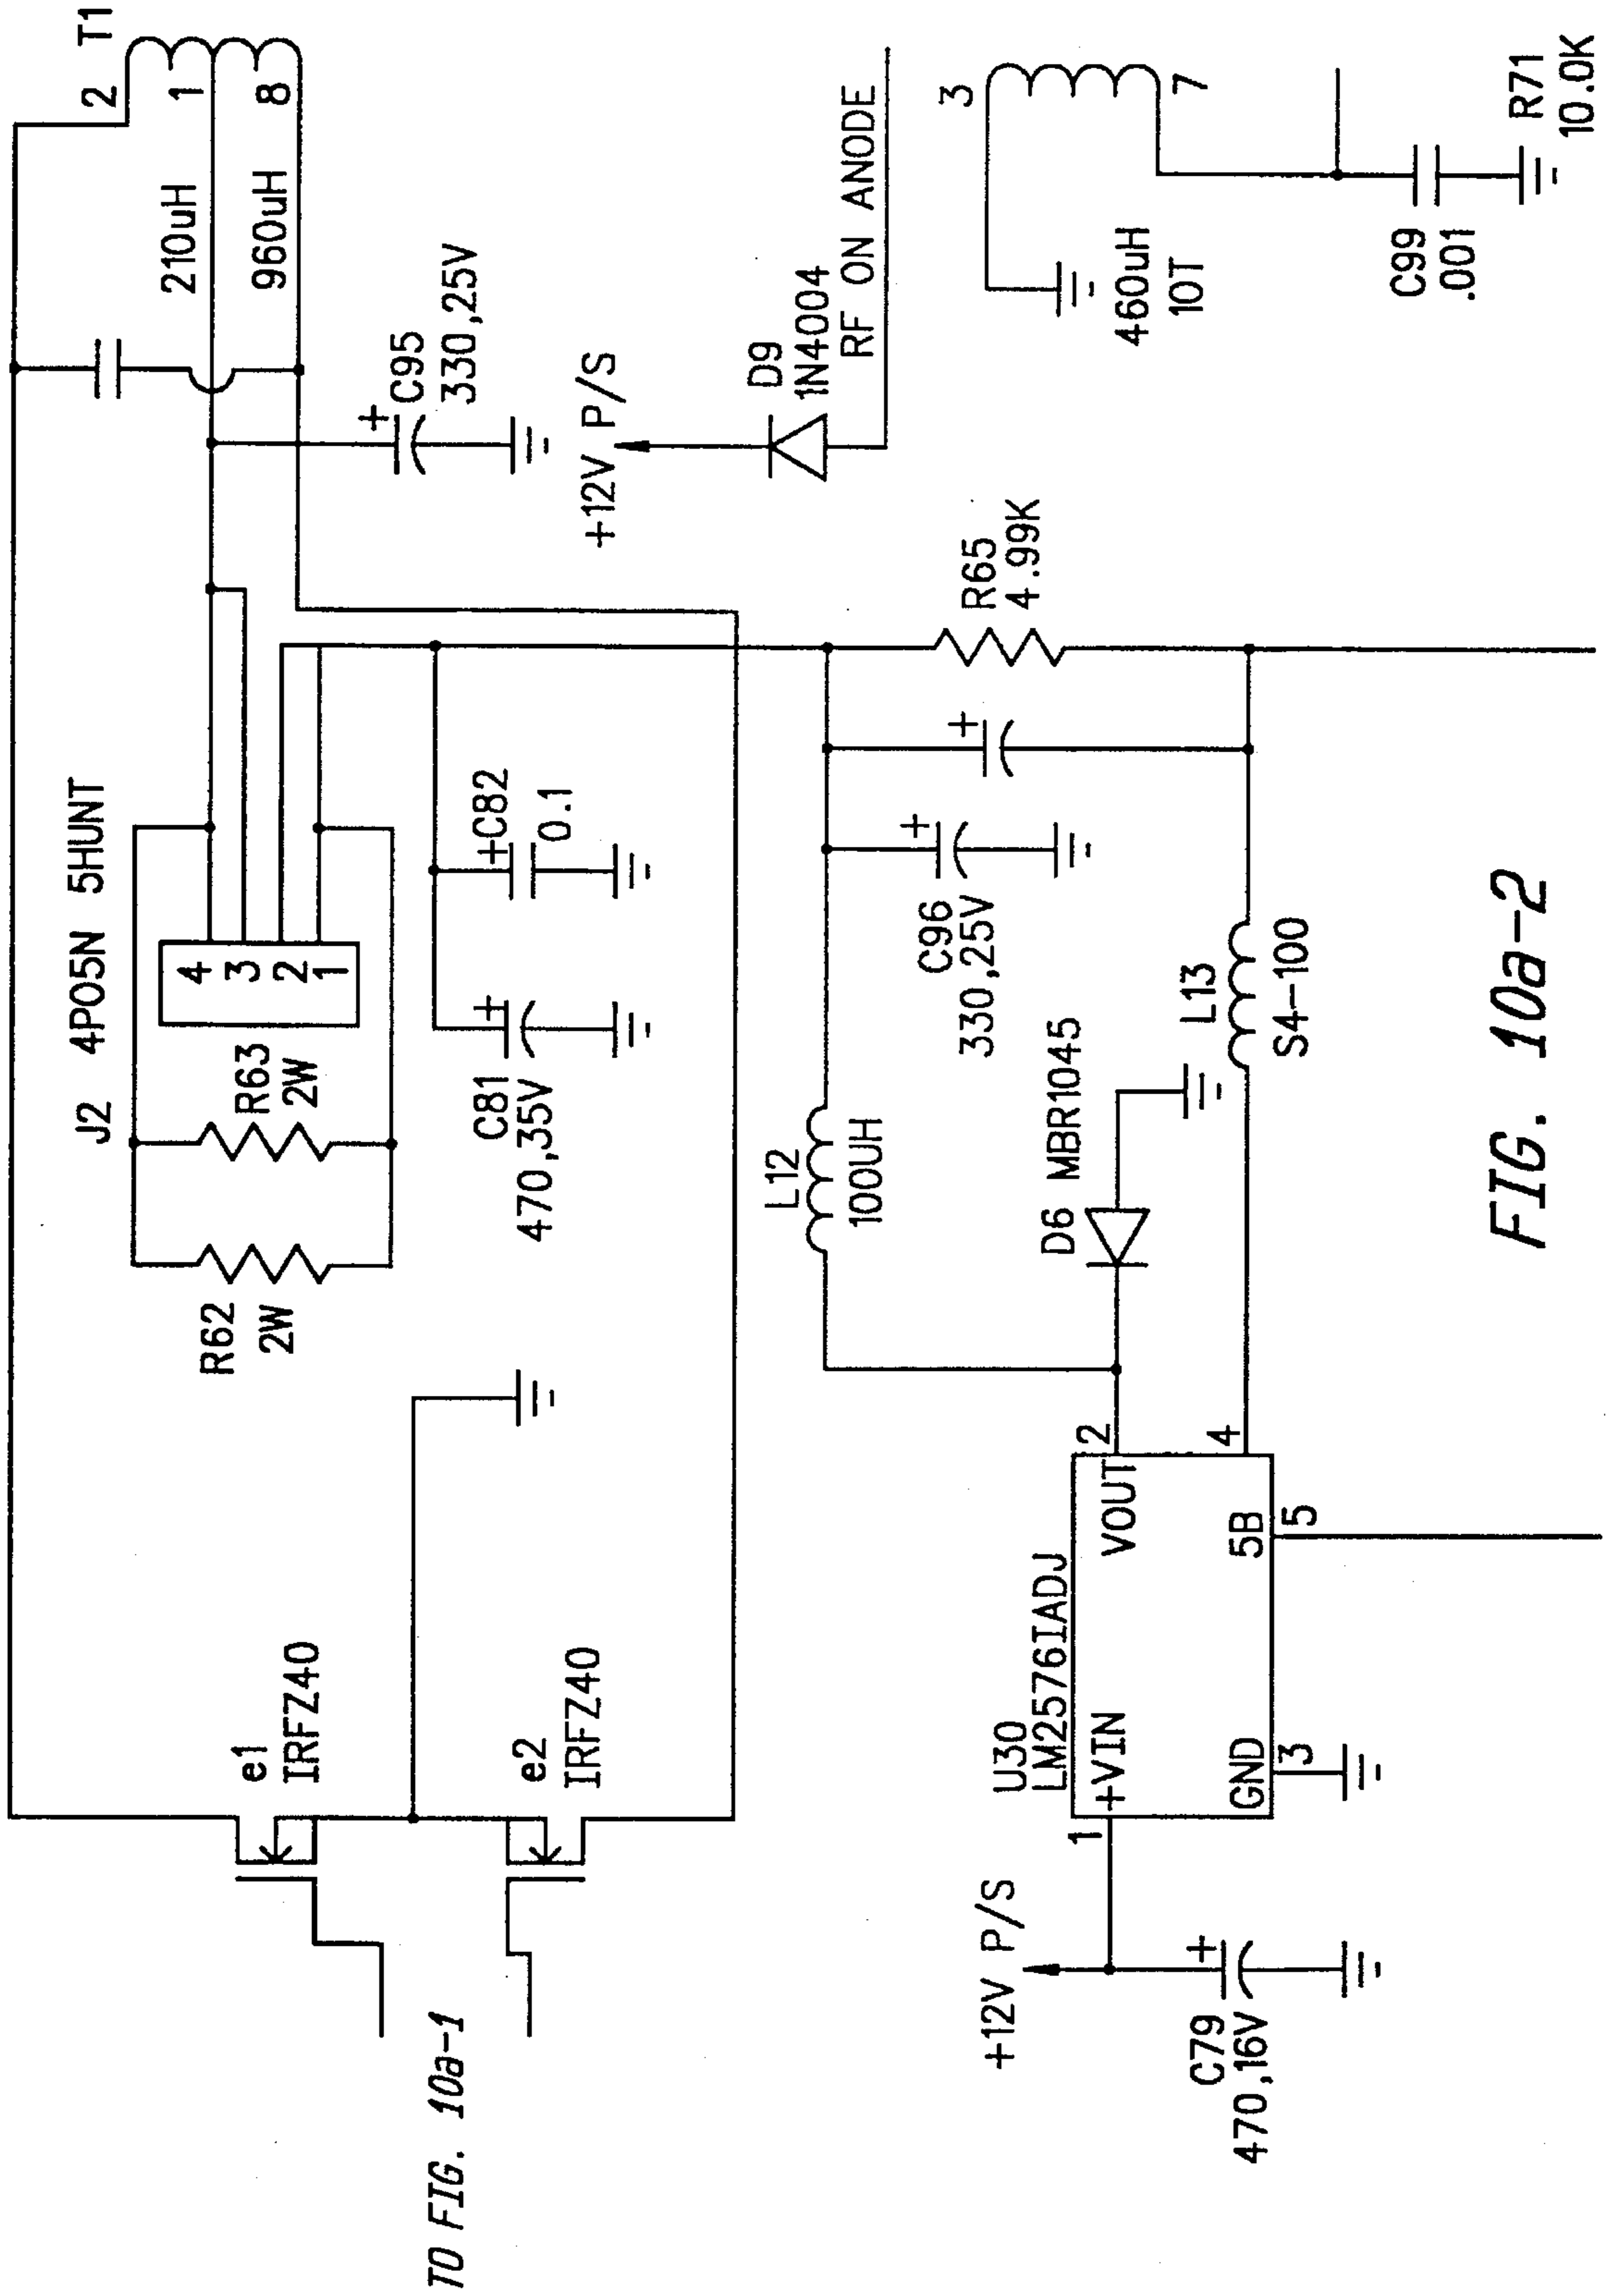 T1
2
1
8
210uH
960uH
C95
330,25V
+12V P/S
D9
1N4004
RF ON ANODE
3
7
460uH
10T
C99
.001
R71
10.0K
J2 4PO5N 5HUNT
4
3
2
1
R63
2W
R62
2W
C82
+
0.1
C81
+
470,35V
+
R65
4.99K
+
+
C96
330,25V
L12
100UH
L13
S4-100
D6 MBR1045
e1
IRFZ40
e2
IRFZ40
U30
LM2576IADJ
+VIN
VOUT
GND
5B
1
2
3
4
5
+12V P/S
+
C79
470,16V
TO FIG. 10a-1
FIG. 10a-2